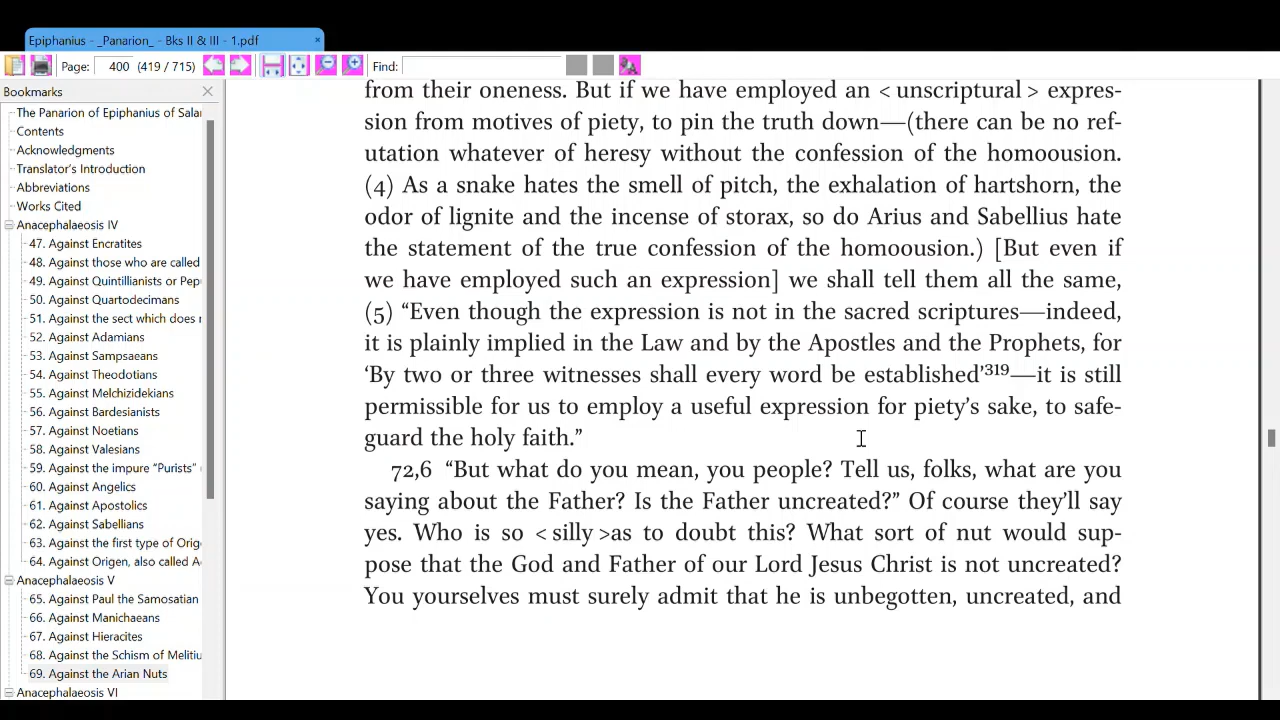 Epiphanius - _Panarion_ - Bks II & III - 1.pdf ×
Page: 400 (419 / 715) Find:
Bookmarks
The Panarion of Epiphanius of Salar
Contents
Acknowledgments
Translator's Introduction
Abbreviations
Works Cited
Anacephalaeosis IV
47. Against Encratites
48. Against those who are called
49. Against Quintillianists or Pep
50. Against Quartodecimans
51. Against the sect which does r
52. Against Adamians
53. Against Sampsaeans
54. Against Theodotians
55. Against Melchizidekians
56. Against Bardesianists
57. Against Noetians
58. Against Valesians
59. Against the impure “Purists” (
60. Against Angelics
61. Against Apostolics
62. Against Sabellians
63. Against the first type of Orig
64. Against Origen, also called A
Anacephalaeosis V
65. Against Paul the Samosatian
66. Against Manichaeans
67. Against Hieracites
68. Against the Schism of Melitiu
69. Against the Arian Nuts
Anacephalaeosis VI
from their oneness. But if we have employed an < unscriptural > expres-
sion from motives of piety, to pin the truth down—(there can be no ref-
utation whatever of heresy without the confession of the homoousion.
(4) As a snake hates the smell of pitch, the exhalation of hartshorn, the
odor of lignite and the incense of storax, so do Arius and Sabellius hate
the statement of the true confession of the homoousion.) [But even if
we have employed such an expression] we shall tell them all the same,
(5) “Even though the expression is not in the sacred scriptures—indeed,
it is plainly implied in the Law and by the Apostles and the Prophets, for
‘By two or three witnesses shall every word be established’³¹⁹—it is still
permissible for us to employ a useful expression for piety’s sake, to safe-
guard the holy faith.”
72,6 “But what do you mean, you people? Tell us, folks, what are you
saying about the Father? Is the Father uncreated?” Of course they’ll say
yes. Who is so < silly >as to doubt this? What sort of nut would sup-
pose that the God and Father of our Lord Jesus Christ is not uncreated?
You yourselves must surely admit that he is unbegotten, uncreated, and